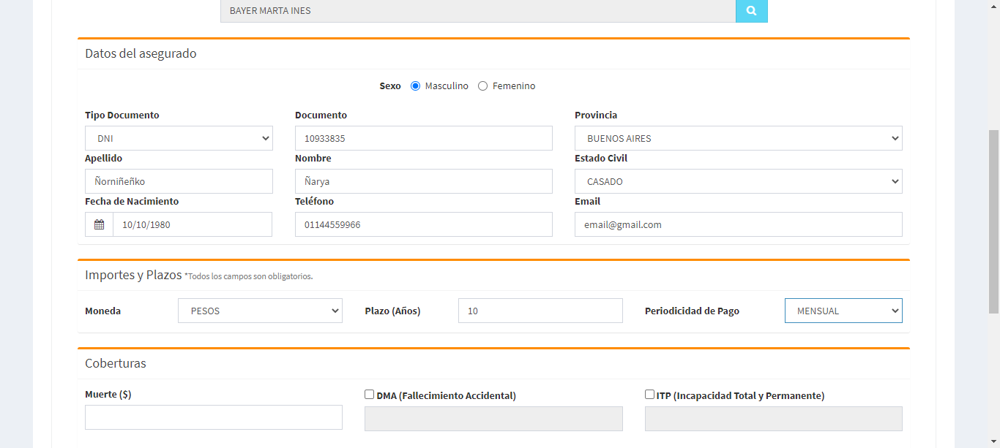 BAYER MARTA INES
Datos del asegurado
Sexo Masculino Femenino
Tipo Documento Documento Provincia
DNI 10933835 BUENOS AIRES
Apellido Nombre Estado Civil
Ñorniñeñko Ñarya CASADO
Fecha de Nacimiento Teléfono Email
10/10/1980 01144559966 email@gmail.com
Importes y Plazos *Todos los campos son obligatorios.
Moneda PESOS Plazo (Años) 10 Periodicidad de Pago MENSUAL
Coberturas
Muerte ($) DMA (Fallecimiento Accidental) ITP (Incapacidad Total y Permanente)